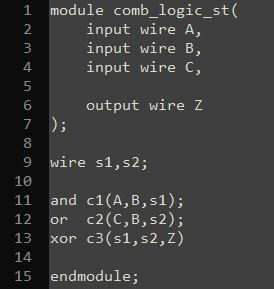 1 module comb_logic_st(
2 input wire A,
3 input wire B,
4 input wire C,
5
6 output wire Z
7 );
8
9 wire s1,s2;
10
11 and c1(A,B,s1);
12 or c2(C,B,s2);
13 xor c3(s1,s2,Z)
14
15 endmodule;